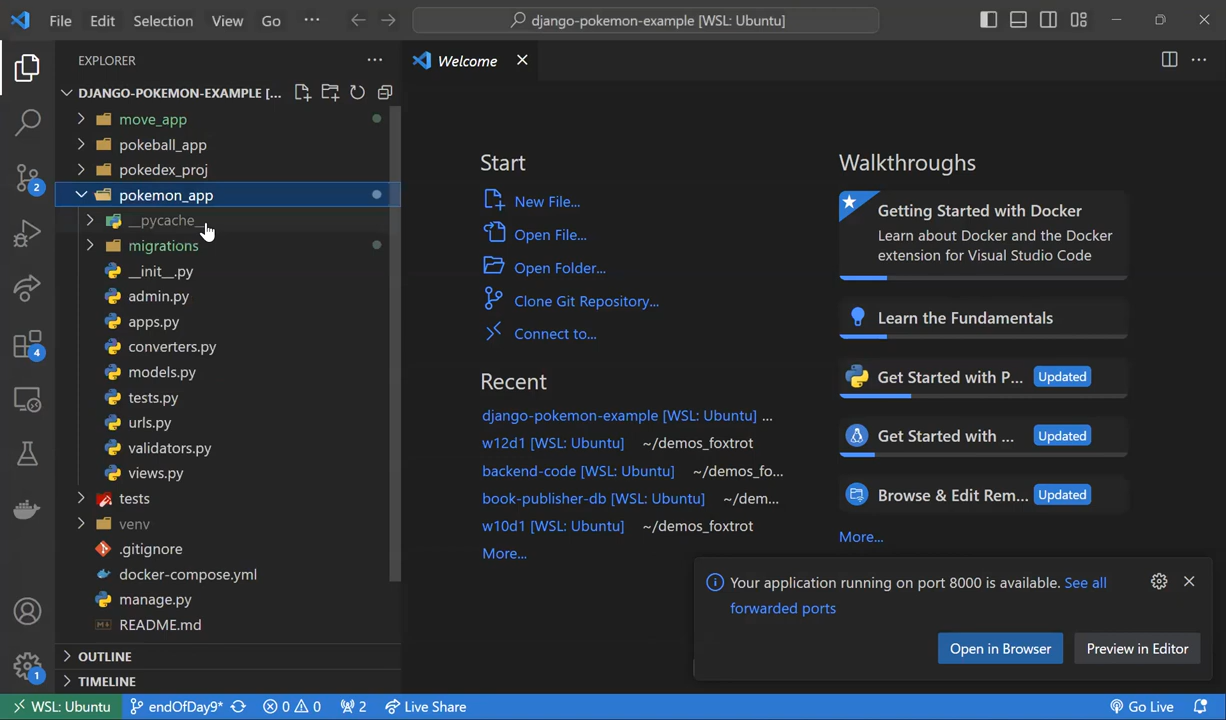 File Edit Selection View Go ··· django-pokemon-example [WSL: Ubuntu]
EXPLORER
DJANGO-POKEMON-EXAMPLE [...
move_app
pokeball_app
pokedex_proj
pokemon_app
__pycache__
migrations
__init__.py
admin.py
apps.py
converters.py
models.py
tests.py
urls.py
validators.py
views.py
tests
venv
.gitignore
docker-compose.yml
manage.py
README.md
OUTLINE
TIMELINE
2
4
1
Welcome
Start
New File...
Open File...
Open Folder...
Clone Git Repository...
Connect to...
Recent
django-pokemon-example [WSL: Ubuntu] ...
w12d1 [WSL: Ubuntu] ~/demos_foxtrot
backend-code [WSL: Ubuntu] ~/demos_fo...
book-publisher-db [WSL: Ubuntu] ~/dem...
w10d1 [WSL: Ubuntu] ~/demos_foxtrot
More...
Walkthroughs
Getting Started with Docker
Learn about Docker and the Docker
extension for Visual Studio Code
Learn the Fundamentals
Get Started with P... Updated
Get Started with ... Updated
Browse & Edit Rem... Updated
More...
Your application running on port 8000 is available. See all
forwarded ports
Open in Browser Preview in Editor
WSL: Ubuntu endOfDay9* 0 0 2 Live Share Go Live